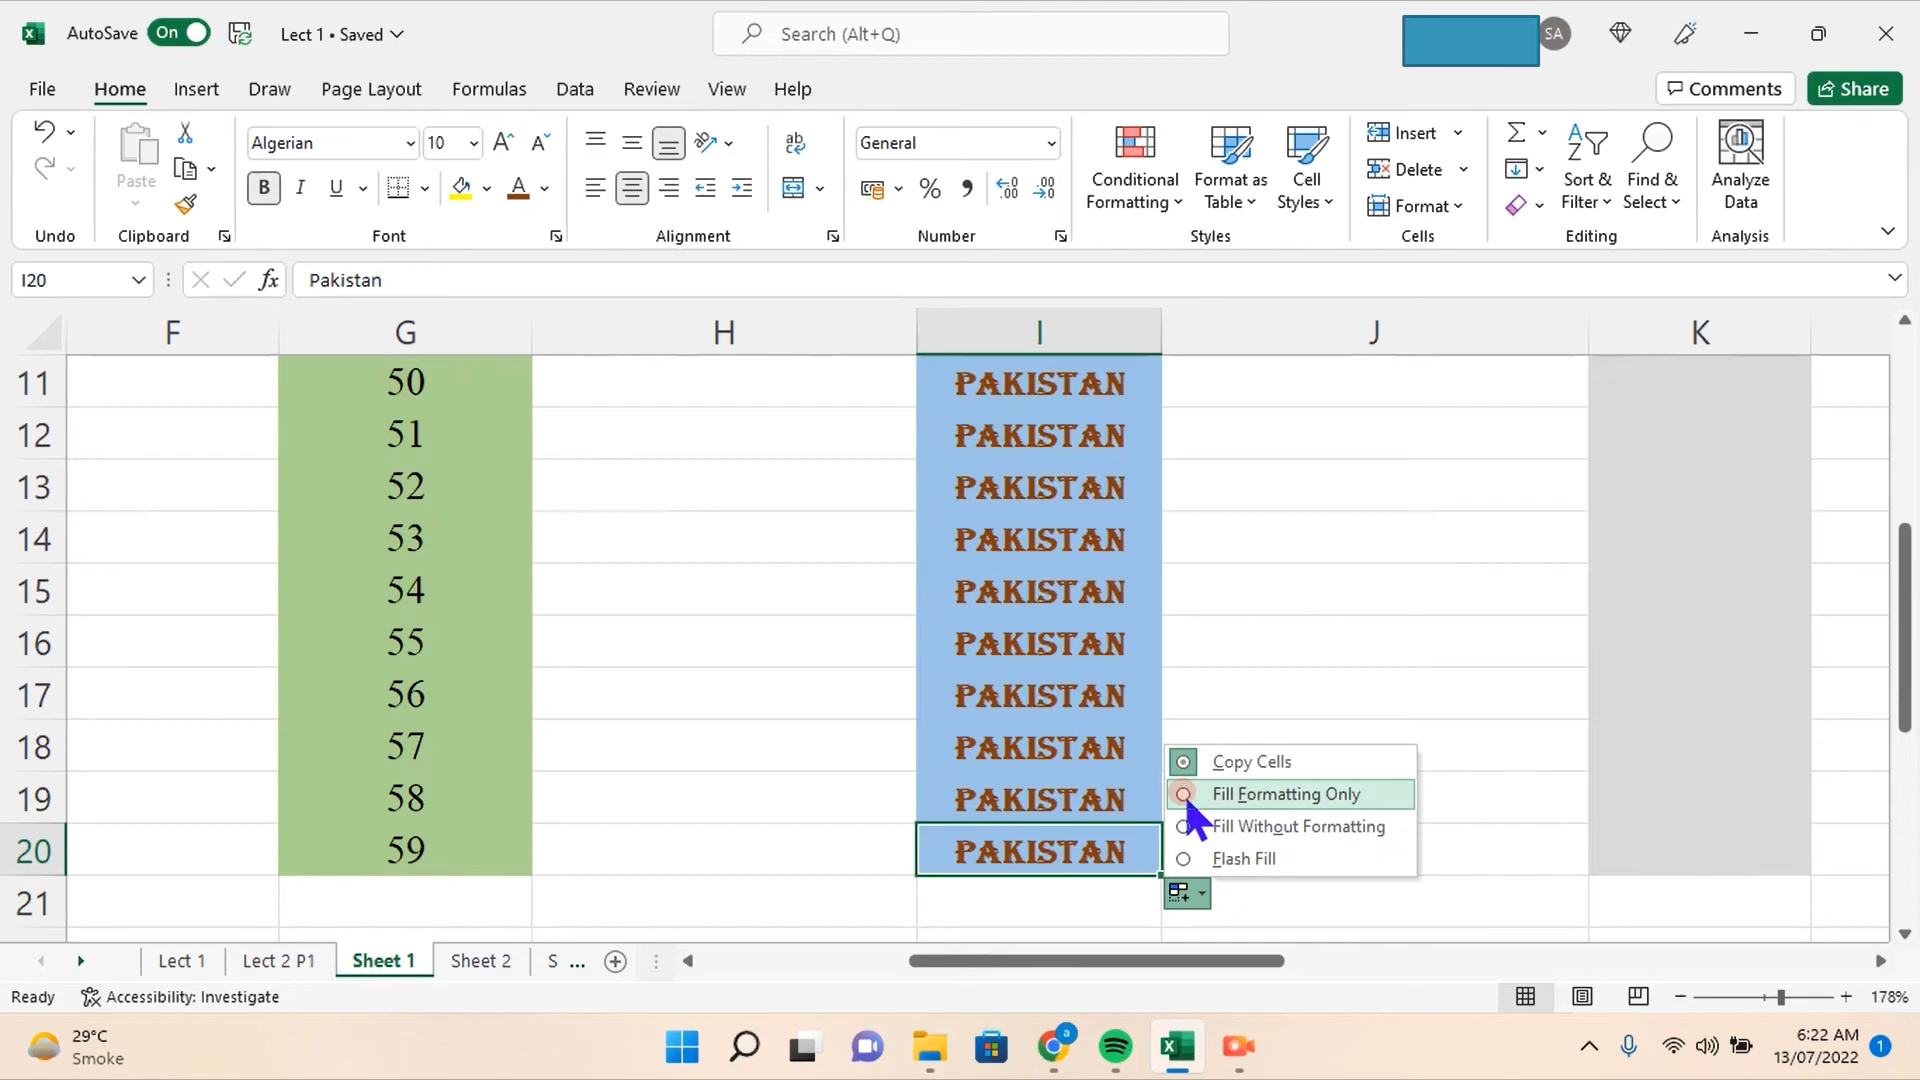 AutoSave On Lect 1 • Saved Search (Alt+Q) SA
File Home Insert Draw Page Layout Formulas Data Review View Help Comments Share
Paste
Algerian 10
B I U A
ab
General
% 9
Conditional Formatting
Format as Table
Cell Styles
Insert
Delete
Format
Sort & Filter
Find & Select
Analyze Data
Undo Clipboard Font Alignment Number Styles Cells Editing Analysis
I20 fx Pakistan
F G H I J K
11 50 PAKISTAN
12 51 PAKISTAN
13 52 PAKISTAN
14 53 PAKISTAN
15 54 PAKISTAN
16 55 PAKISTAN
17 56 PAKISTAN
18 57 PAKISTAN
19 58 PAKISTAN
20 59 PAKISTAN
21
Copy Cells
Fill Formatting Only
Fill Without Formatting
Flash Fill
Lect 1 Lect 2 P1 Sheet 1 Sheet 2 S ...
Ready Accessibility: Investigate 178%
29°C
Smoke
6:22 AM
13/07/2022
1